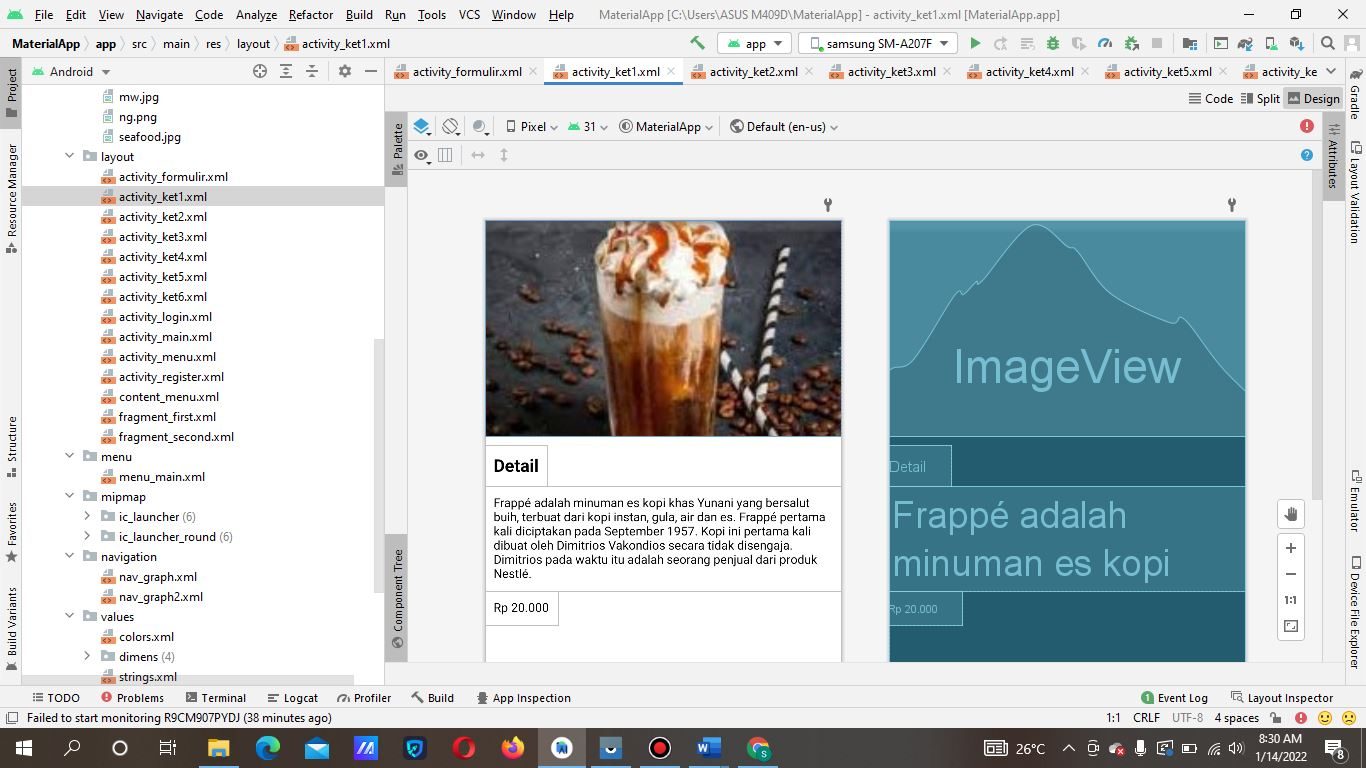 File Edit View Navigate Code Analyze Refactor Build Run Tools VCS Window Help MaterialApp [C:\Users\ASUS M409D\MaterialApp] - activity_ket1.xml [MaterialApp.app]
MaterialApp app src main res layout activity_ket1.xml app samsung SM-A207F
Android activity_formulir.xml activity_ket1.xml activity_ket2.xml activity_ket3.xml activity_ket4.xml activity_ket5.xml activity_ke
Code Split Design
Pixel 31 MaterialApp Default (en-us)
Project
Resource Manager
Structure
Favorites
Build Variants
mw.jpg
ng.png
seafood.jpg
layout
activity_formulir.xml
activity_ket1.xml
activity_ket2.xml
activity_ket3.xml
activity_ket4.xml
activity_ket5.xml
activity_ket6.xml
activity_login.xml
activity_main.xml
activity_menu.xml
activity_register.xml
content_menu.xml
fragment_first.xml
fragment_second.xml
menu
menu_main.xml
mipmap
ic_launcher (6)
ic_launcher_round (6)
navigation
nav_graph.xml
nav_graph2.xml
values
colors.xml
dimens (4)
strings.xml
Palette
Component Tree
Detail
Frappé adalah minuman es kopi khas Yunani yang bersalut
buih, terbuat dari kopi instan, gula, air dan es. Frappé pertama
kali diciptakan pada September 1957. Kopi ini pertama kali
dibuat oleh Dimitrios Vakondios secara tidak disengaja.
Dimitrios pada waktu itu adalah seorang penjual dari produk
Nestlé.
Rp 20.000
ImageView
Detail
Frappé adalah
minuman es kopi
Rp 20.000
1:1
Attributes
Gradle
Layout Validation
Emulator
Device File Explorer
TODO Problems Terminal Logcat Profiler Build App Inspection Event Log Layout Inspector
Failed to start monitoring R9CM907PYDJ (38 minutes ago) 1:1 CRLF UTF-8 4 spaces
26°C 8:30 AM
1/14/2022 8